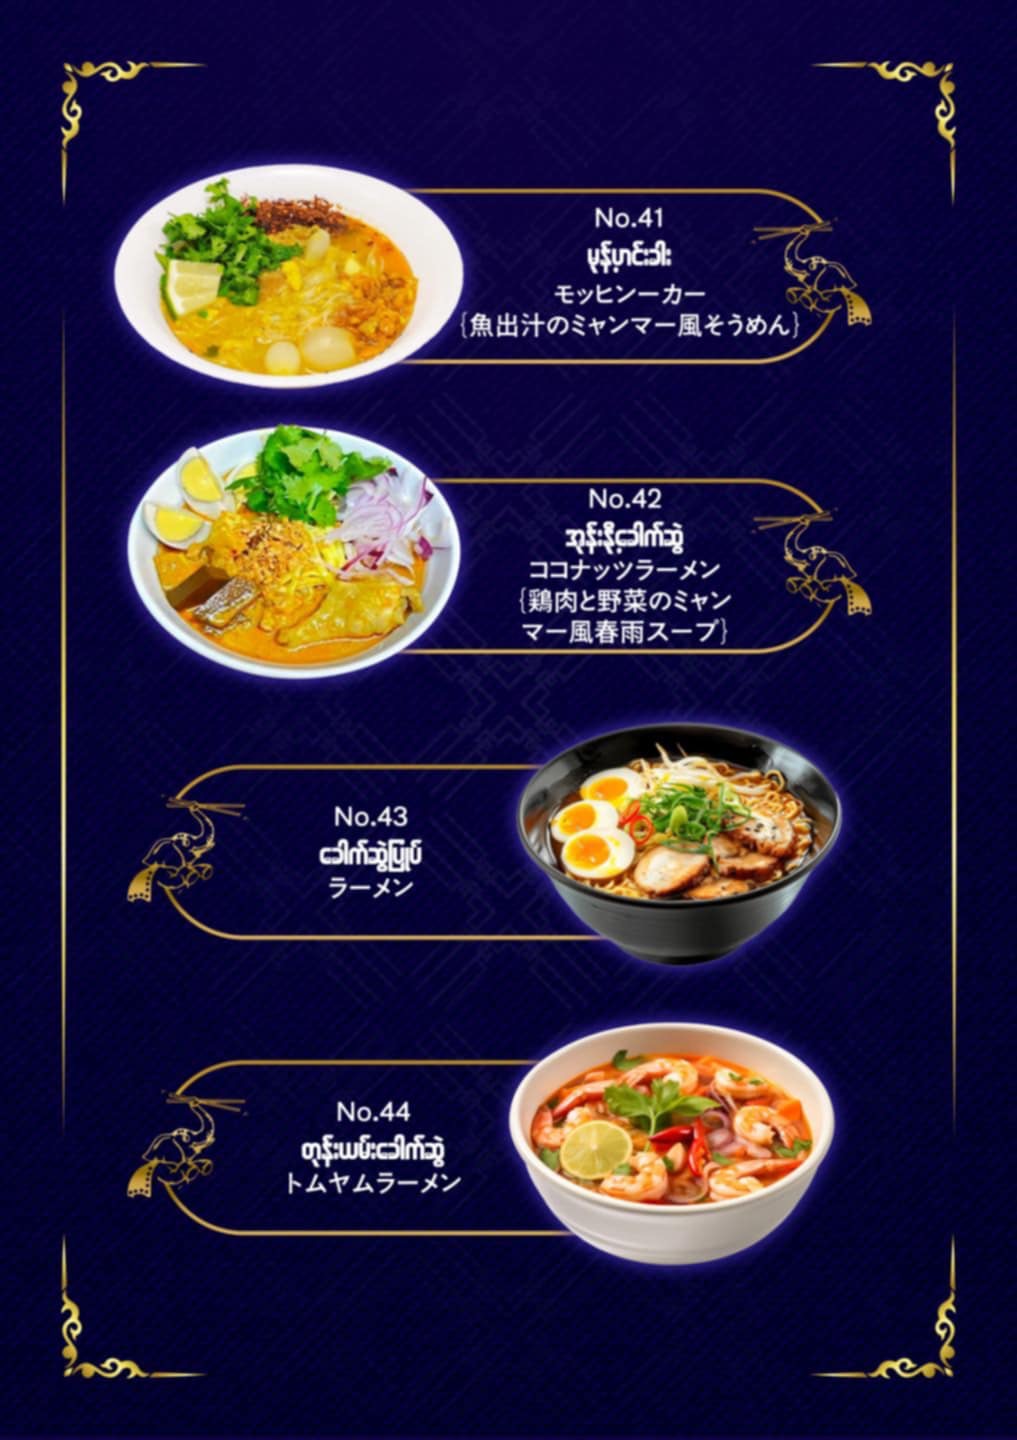 No.41
မုန့်ဟင်းခါး
モッヒンーカー
{魚出汁のミャンマー風そうめん}
No.42
အုန်းနို့ခေါက်ဆွဲ
ココナッツラーメン
{鶏肉と野菜のミャン
マー風春雨スープ}
No.43
ခေါက်ဆွဲပြုပ်
ラーメン
No.44
တုန်းယမ်းခေါက်ဆွဲ
トムヤムラーメン